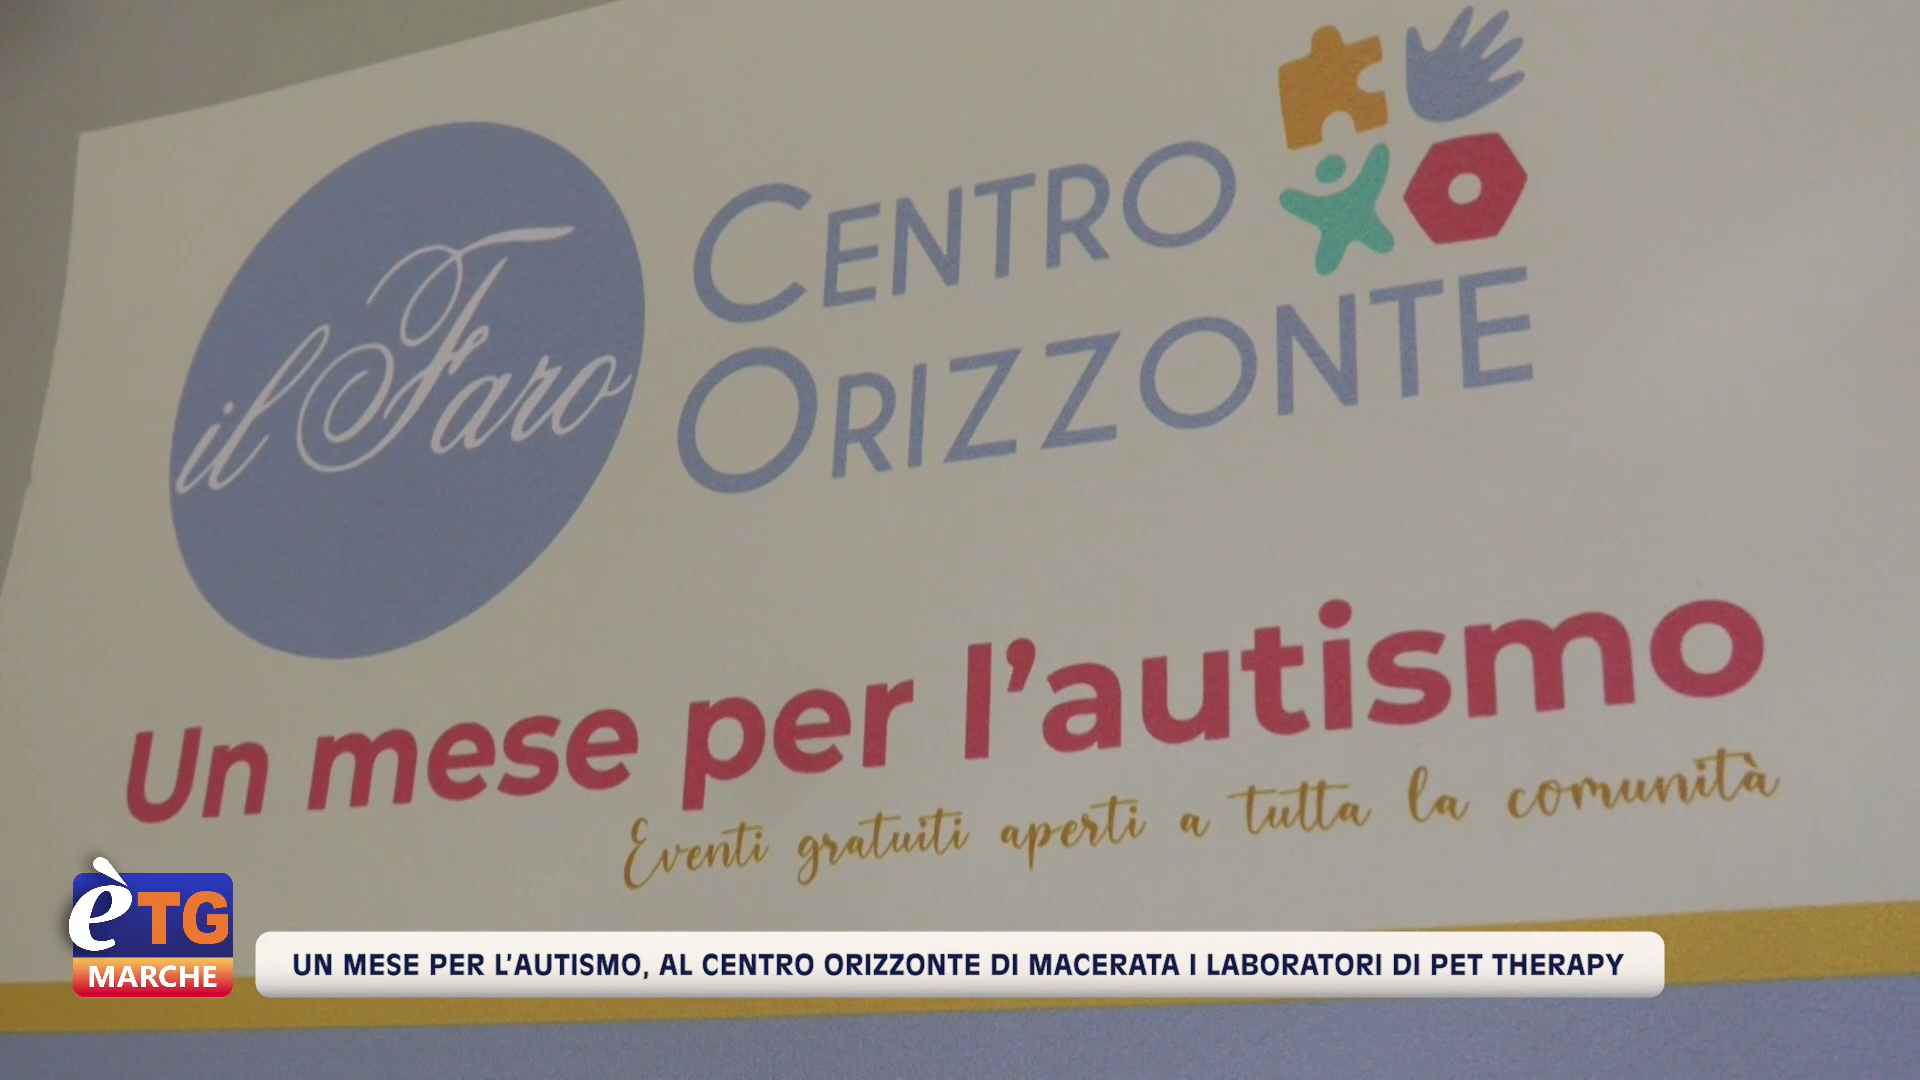 il Faro
CENTRO
ORIZZONTE
Un mese per l’autismo
Eventi gratuiti aperti a tutta la comunità
èTG
MARCHE
UN MESE PER L’AUTISMO, AL CENTRO ORIZZONTE DI MACERATA I LABORATORI DI PET THERAPY